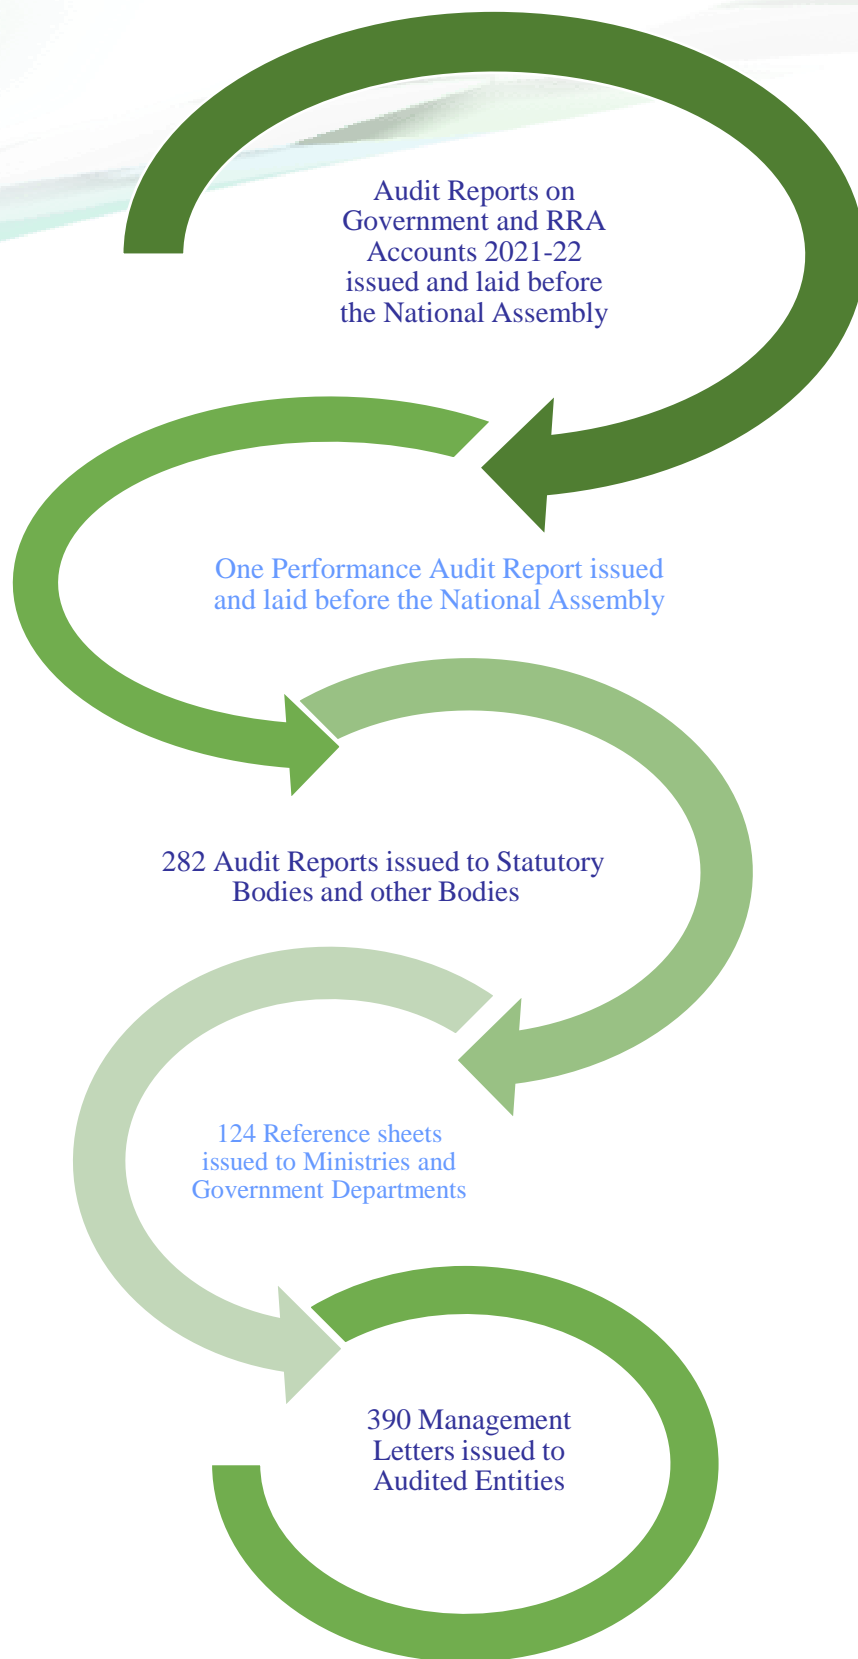 Audit Reports on
Government and RRA
Accounts 2021-22
issued and laid before
the National Assembly
One Performance Audit Report issued
and laid before the National Assembly
282 Audit Reports issued to Statutory
Bodies and other Bodies
124 Reference sheets
issued to Ministries and
Government Departments
390 Management
Letters issued to
Audited Entities